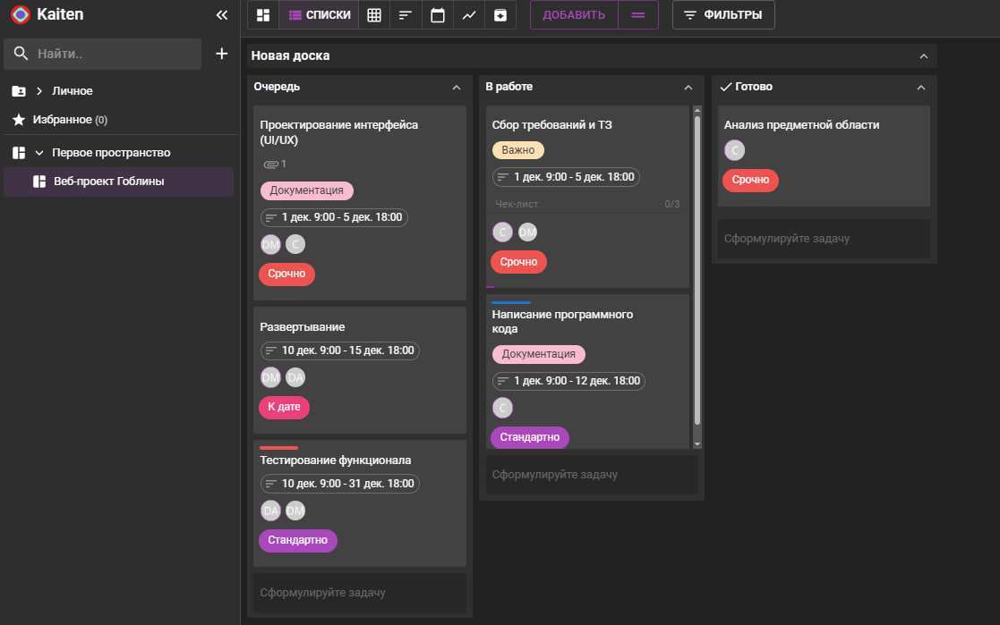 Kaiten
Найти..
Личное
Избранное (0)
Первое пространство
Веб-проект Гоблины
СПИСКИ
ДОБАВИТЬ
ФИЛЬТРЫ
Новая доска
Очередь
Проектирование интерфейса
(UI/UX)
1
Документация
1 дек. 9:00 - 5 дек. 18:00
DM C
Срочно
Развертывание
10 дек. 9:00 - 15 дек. 18:00
DM DA
К дате
Тестирование функционала
10 дек. 9:00 - 31 дек. 18:00
DA DM
Стандартно
Сформулируйте задачу
В работе
Сбор требований и ТЗ
Важно
1 дек. 9:00 - 5 дек. 18:00
Чек-лист 0/3
C DM
Срочно
Написание программного
кода
Документация
1 дек. 9:00 - 12 дек. 18:00
C
Стандартно
Сформулируйте задачу
Готово
Анализ предметной области
C
Срочно
Сформулируйте задачу